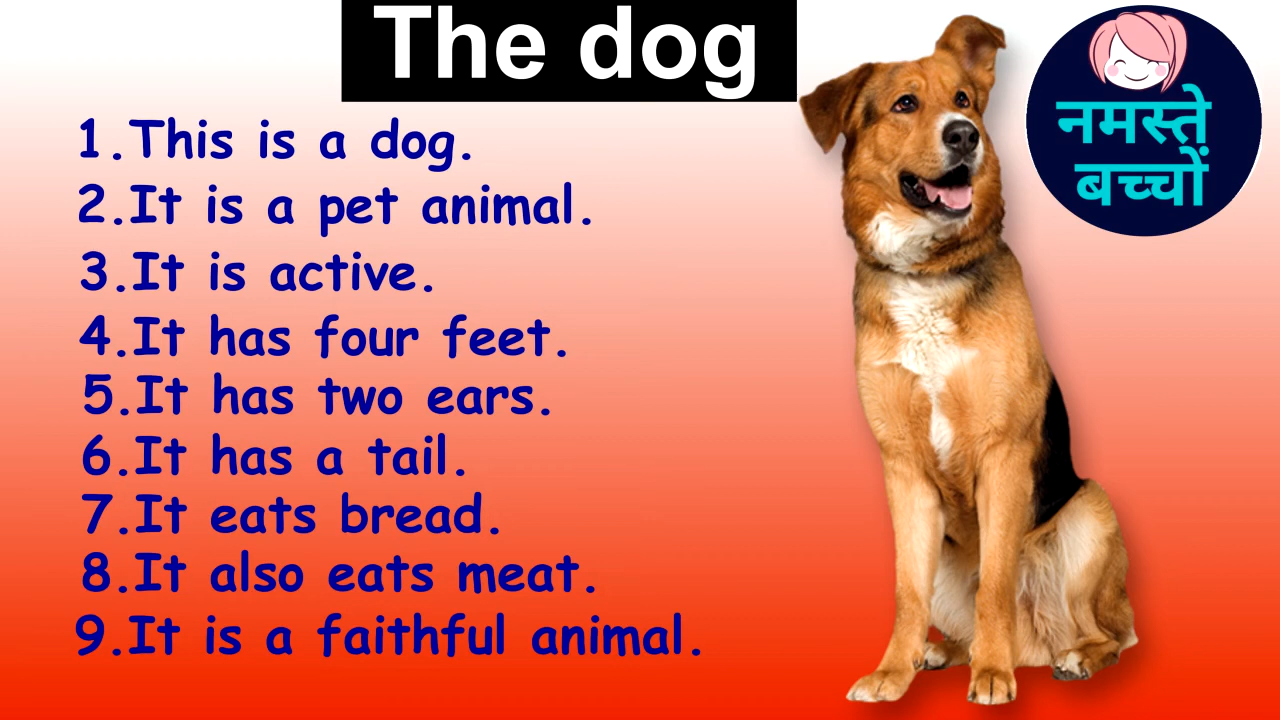 The dog
नमस्ते
बच्चों
1.This is a dog.
2.It is a pet animal.
3.It is active.
4.It has four feet.
5.It has two ears.
6.It has a tail.
7.It eats bread.
8.It also eats meat.
9.It is a faithful animal.